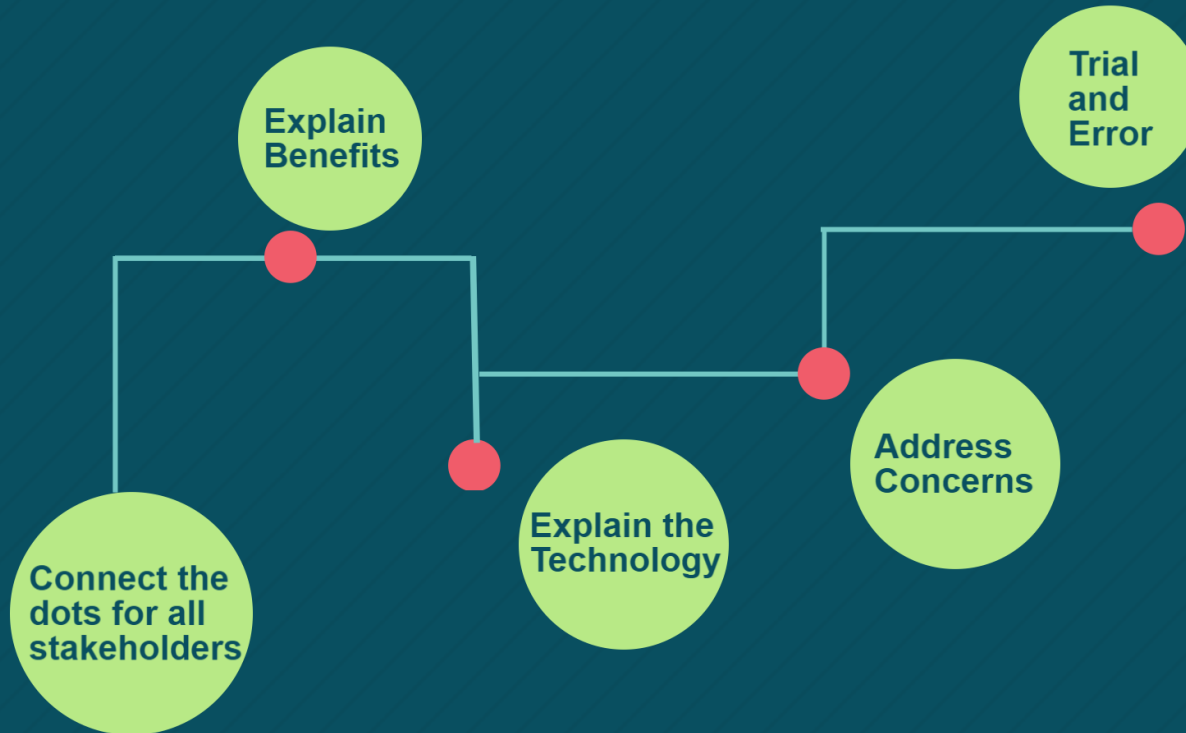 Connect the
dots for all
stakeholders
Explain
Benefits
Explain the
Technology
Address
Concerns
Trial
and
Error